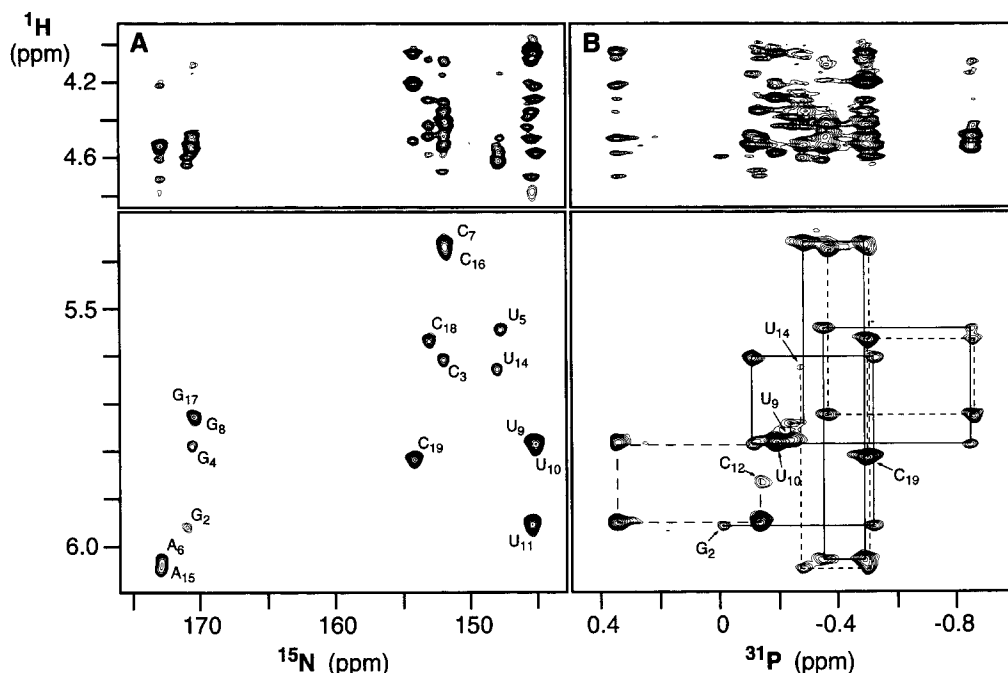 ¹H
(ppm)
A
B
4.2
4.6
5.5
6.0
C₇
C₁₆
C₁₈
U₅
C₃
U₁₄
G₁₇
G₈
G₄
U₉
C₁₉
U₁₀
G₂
U₁₁
A₆
A₁₅
U₁₄
U₉
U₁₀
C₁₂
C₁₉
G₂
170
160
150
0.4
0
-0.4
-0.8
¹⁵N (ppm)
³¹P (ppm)